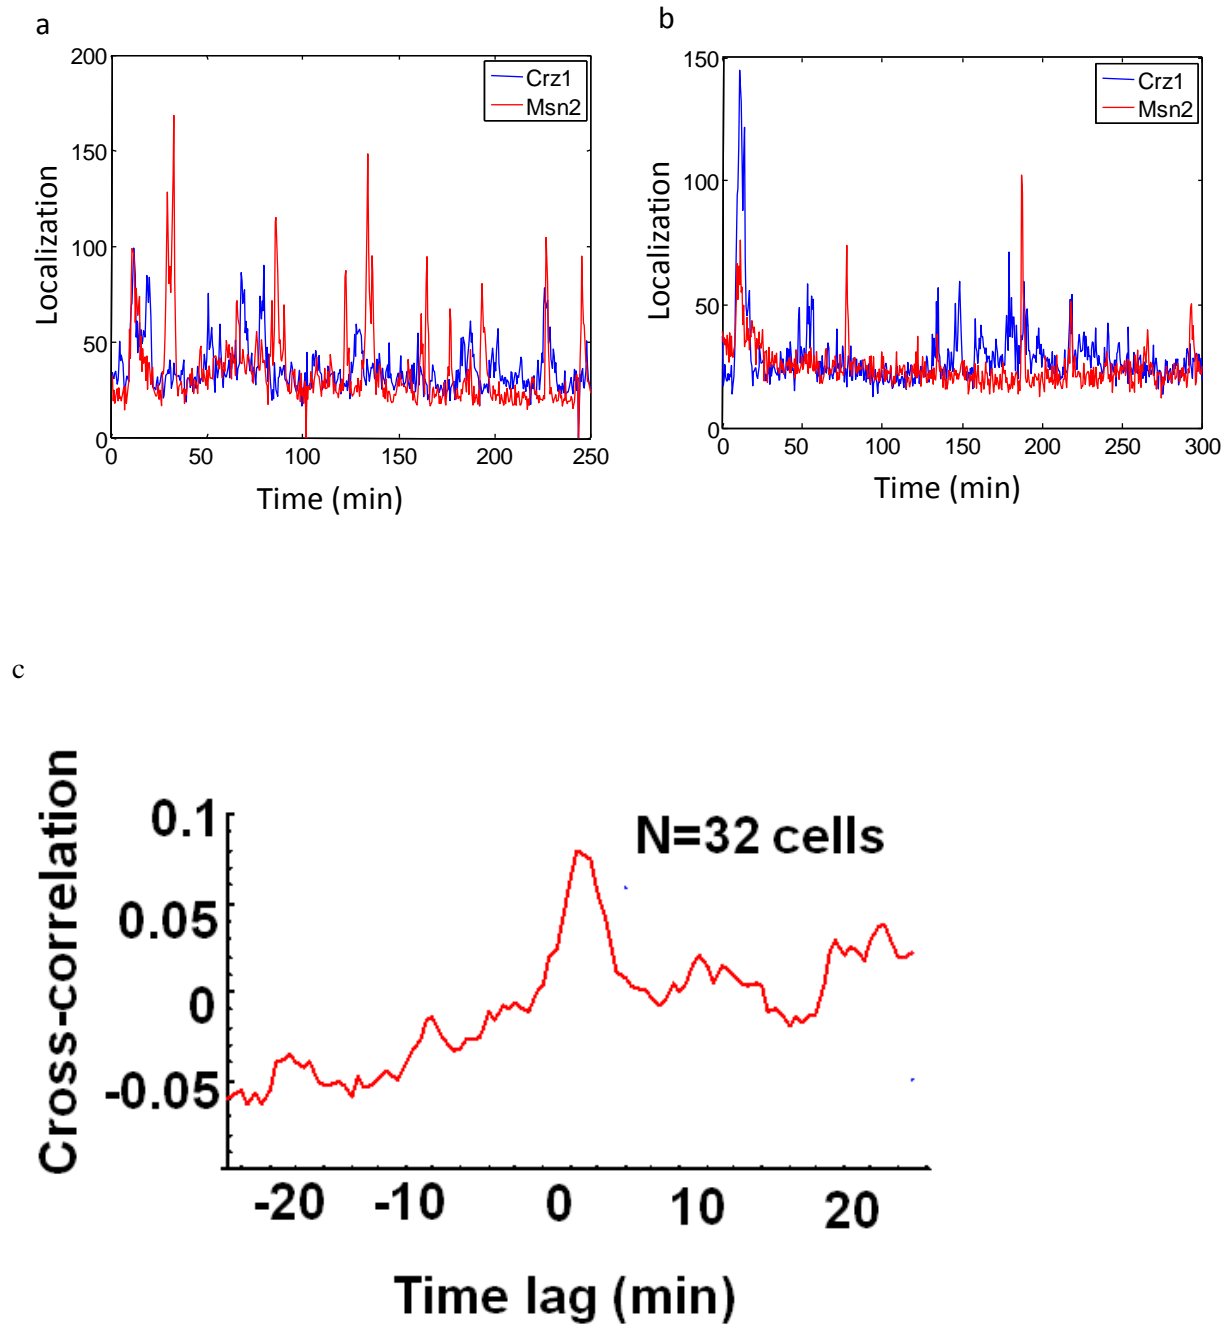 a
200
150
100
50
0
Localization
Crz1
Msn2
0 50 100 150 200 250
Time (min)
b
150
100
50
0
Localization
Crz1
Msn2
0 50 100 150 200 250 300
Time (min)
c
Cross-correlation
0.1
0.05
0
-0.05
N=32 cells
-20 -10 0 10 20
Time lag (min)